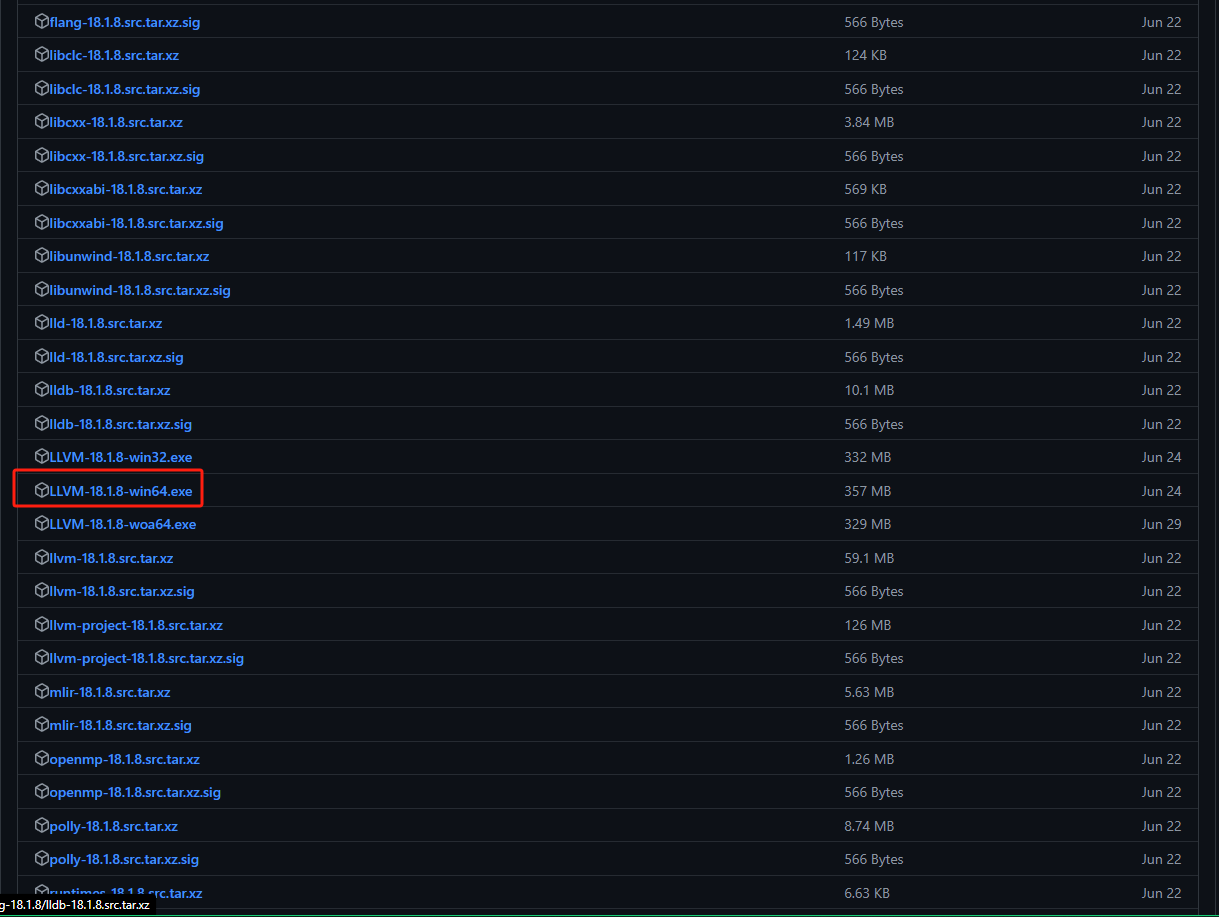 flang-18.1.8.src.tar.xz.sig 566 Bytes Jun 22
libclc-18.1.8.src.tar.xz 124 KB Jun 22
libclc-18.1.8.src.tar.xz.sig 566 Bytes Jun 22
libcxx-18.1.8.src.tar.xz 3.84 MB Jun 22
libcxx-18.1.8.src.tar.xz.sig 566 Bytes Jun 22
libcxxabi-18.1.8.src.tar.xz 569 KB Jun 22
libcxxabi-18.1.8.src.tar.xz.sig 566 Bytes Jun 22
libunwind-18.1.8.src.tar.xz 117 KB Jun 22
libunwind-18.1.8.src.tar.xz.sig 566 Bytes Jun 22
lld-18.1.8.src.tar.xz 1.49 MB Jun 22
lld-18.1.8.src.tar.xz.sig 566 Bytes Jun 22
lldb-18.1.8.src.tar.xz 10.1 MB Jun 22
lldb-18.1.8.src.tar.xz.sig 566 Bytes Jun 22
LLVM-18.1.8-win32.exe 332 MB Jun 24
LLVM-18.1.8-win64.exe 357 MB Jun 24
LLVM-18.1.8-woa64.exe 329 MB Jun 29
llvm-18.1.8.src.tar.xz 59.1 MB Jun 22
llvm-18.1.8.src.tar.xz.sig 566 Bytes Jun 22
llvm-project-18.1.8.src.tar.xz 126 MB Jun 22
llvm-project-18.1.8.src.tar.xz.sig 566 Bytes Jun 22
mlir-18.1.8.src.tar.xz 5.63 MB Jun 22
mlir-18.1.8.src.tar.xz.sig 566 Bytes Jun 22
openmp-18.1.8.src.tar.xz 1.26 MB Jun 22
openmp-18.1.8.src.tar.xz.sig 566 Bytes Jun 22
polly-18.1.8.src.tar.xz 8.74 MB Jun 22
polly-18.1.8.src.tar.xz.sig 566 Bytes Jun 22
runtimes-18.1.8.src.tar.xz 6.63 KB Jun 22
g-18.1.8/lldb-18.1.8.src.tar.xz